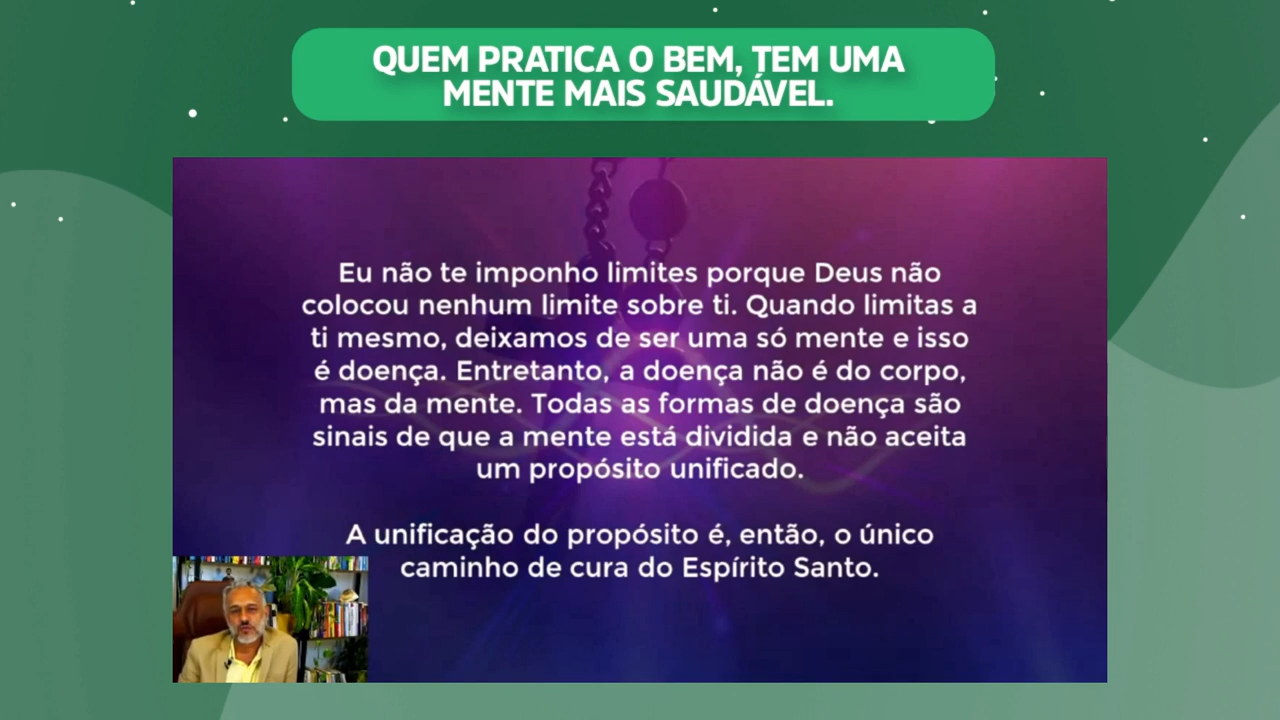 QUEM PRATICA O BEM, TEM UMA
MENTE MAIS SAUDÁVEL.
Eu não te imponho limites porque Deus não
colocou nenhum limite sobre ti. Quando limitas a
ti mesmo, deixamos de ser uma só mente e isso
é doença. Entretanto, a doença não é do corpo,
mas da mente. Todas as formas de doença são
sinais de que a mente está dividida e não aceita
um propósito unificado.
A unificação do propósito é, então, o único
caminho de cura do Espírito Santo.